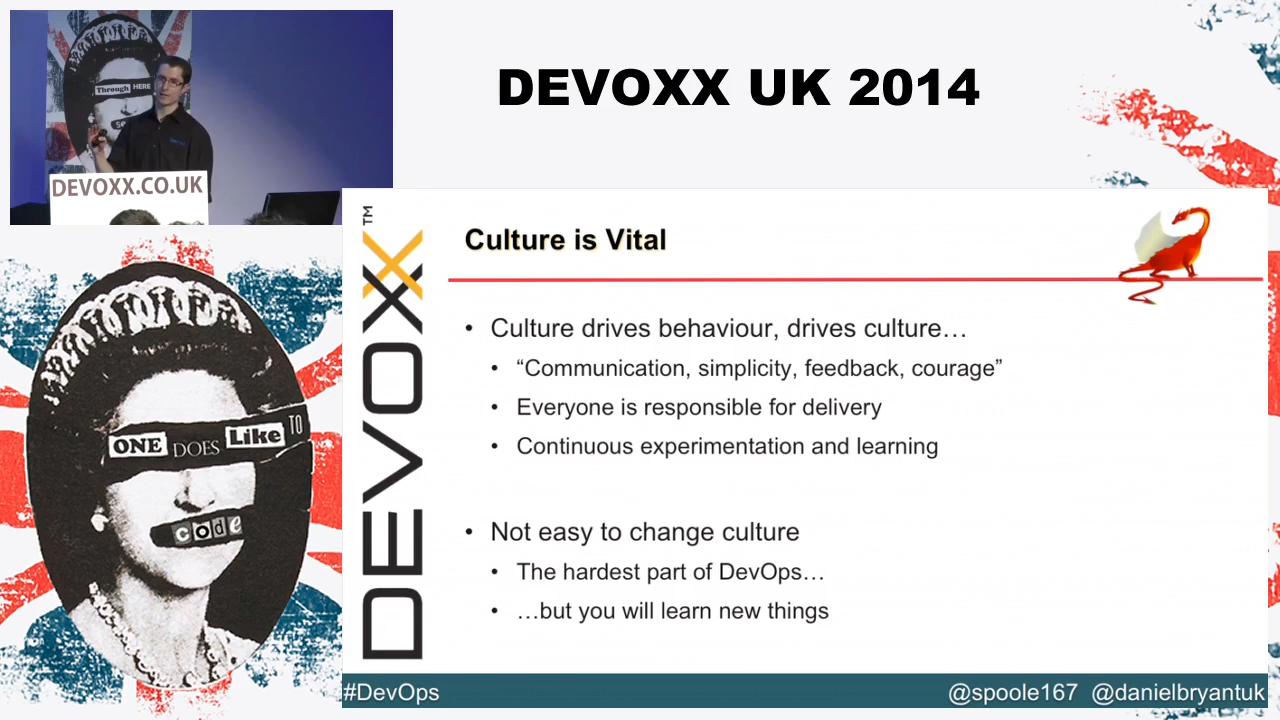 Through HERE
DEVOXX.CO.UK
DEVOXX UK 2014
ONE DOES Like TO
code
DEVOXX™
Culture is Vital
• Culture drives behaviour, drives culture…
• “Communication, simplicity, feedback, courage”
• Everyone is responsible for delivery
• Continuous experimentation and learning
• Not easy to change culture
• The hardest part of DevOps…
• …but you will learn new things
#DevOps
@spoole167 @danielbryantuk